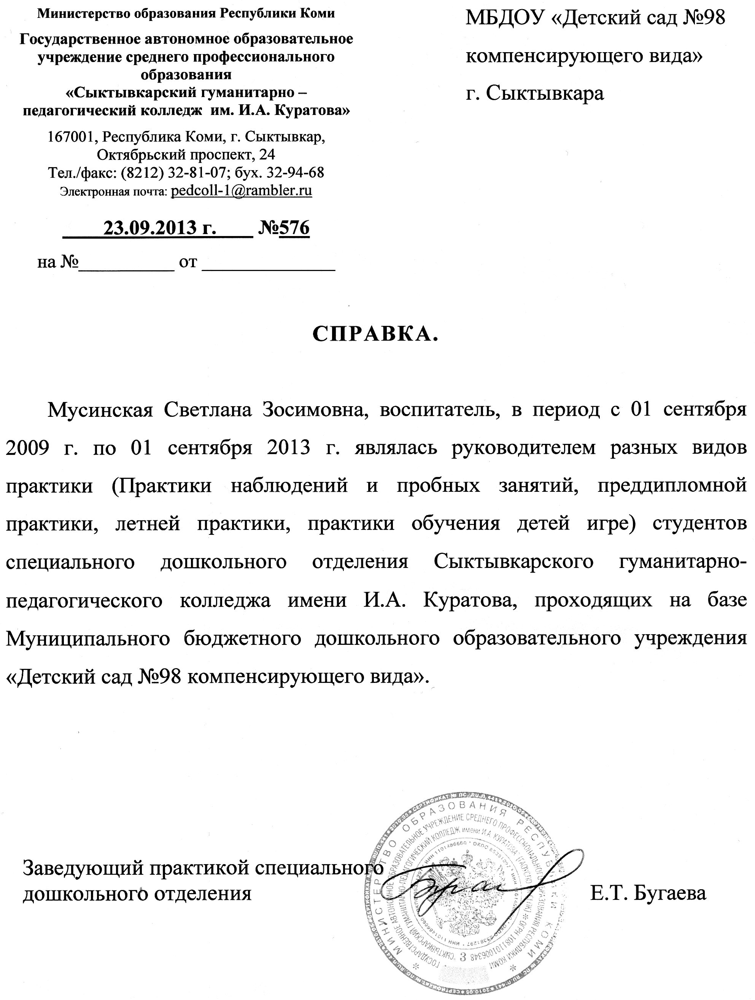 Министерство образования Республики Коми
Государственное автономное образовательное
учреждение среднего профессионального
образования
«Сыктывкарский гуманитарно –
педагогический колледж им. И.А. Куратова»
167001, Республика Коми, г. Сыктывкар,
Октябрьский проспект, 24
Тел./факс: (8212) 32-81-07; бух. 32-94-68
Электронная почта: pedcoll-1@rambler.ru
23.09.2013 г. №576
на №__________ от ______________
МБДОУ «Детский сад №98
компенсирующего вида»
г. Сыктывкара
СПРАВКА.
Мусинская Светлана Зосимовна, воспитатель, в период с 01 сентября
2009 г. по 01 сентября 2013 г. являлась руководителем разных видов
практики (Практики наблюдений и пробных занятий, преддипломной
практики, летней практики, практики обучения детей игре) студентов
специального дошкольного отделения Сыктывкарского гуманитарно-
педагогического колледжа имени И.А. Куратова, проходящих на базе
Муниципального бюджетного дошкольного образовательного учреждения
«Детский сад №98 компенсирующего вида».
Заведующий практикой специального
дошкольного отделения
Е.Т. Бугаева
МИНИСТЕРСТВО ОБРАЗОВАНИЯ РЕСПУБЛИКИ КОМИ
ГОСУДАРСТВЕННОЕ АВТОНОМНОЕ ОБРАЗОВАТЕЛЬНОЕ УЧРЕЖДЕНИЕ СРЕДНЕГО ПРОФЕССИОНАЛЬНОГО ОБРАЗОВАНИЯ РЕСПУБЛИКИ КОМИ
"СЫКТЫВКАРСКИЙ ГУМАНИТАРНО-ПЕДАГОГИЧЕСКИЙ КОЛЛЕДЖ имени И.А. КУРАТОВА" ОГРН 1081101006348
3